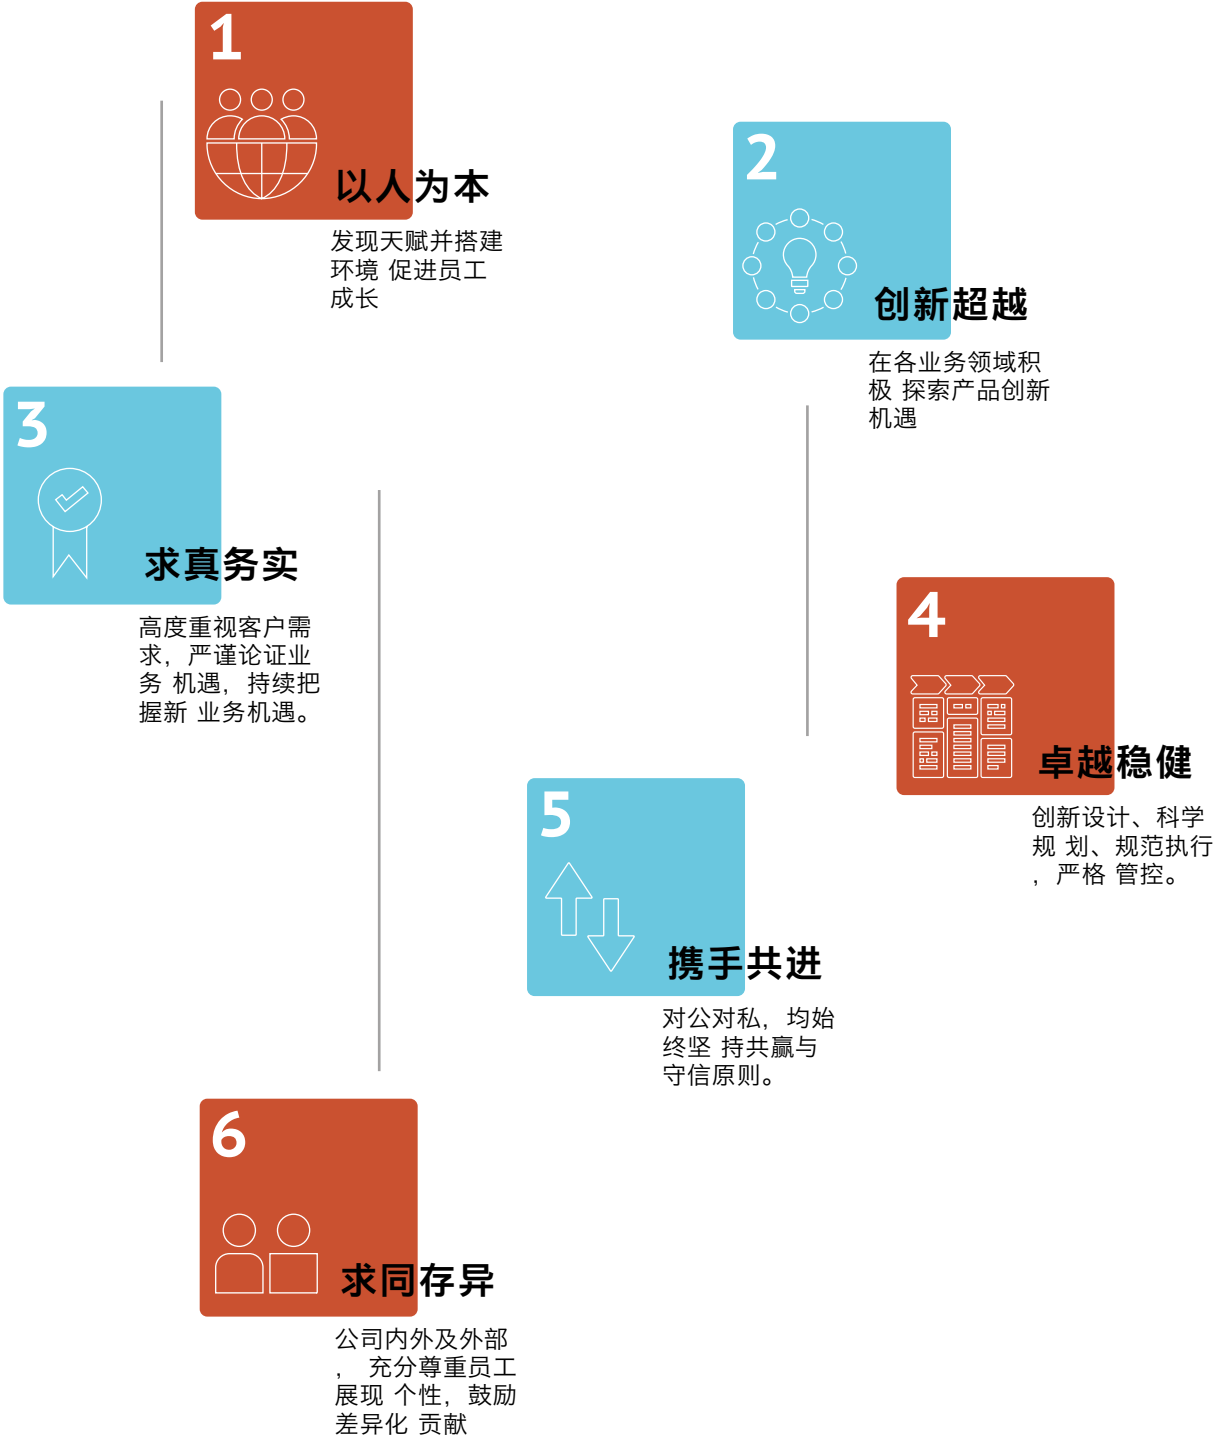 1
以人为本
发现天赋并搭建
环境 促进员工
成长
2
创新超越
在各业务领域积
极 探索产品创新
机遇
3
求真务实
高度重视客户需
求，严谨论证业
务 机遇，持续把
握新 业务机遇。
4
卓越稳健
创新设计、科学
规 划、规范执行
，严格 管控。
5
携手共进
对公对私，均始
终坚 持共赢与
守信原则。
6
求同存异
公司内外及外部
， 充分尊重员工
展现 个性，鼓励
差异化 贡献